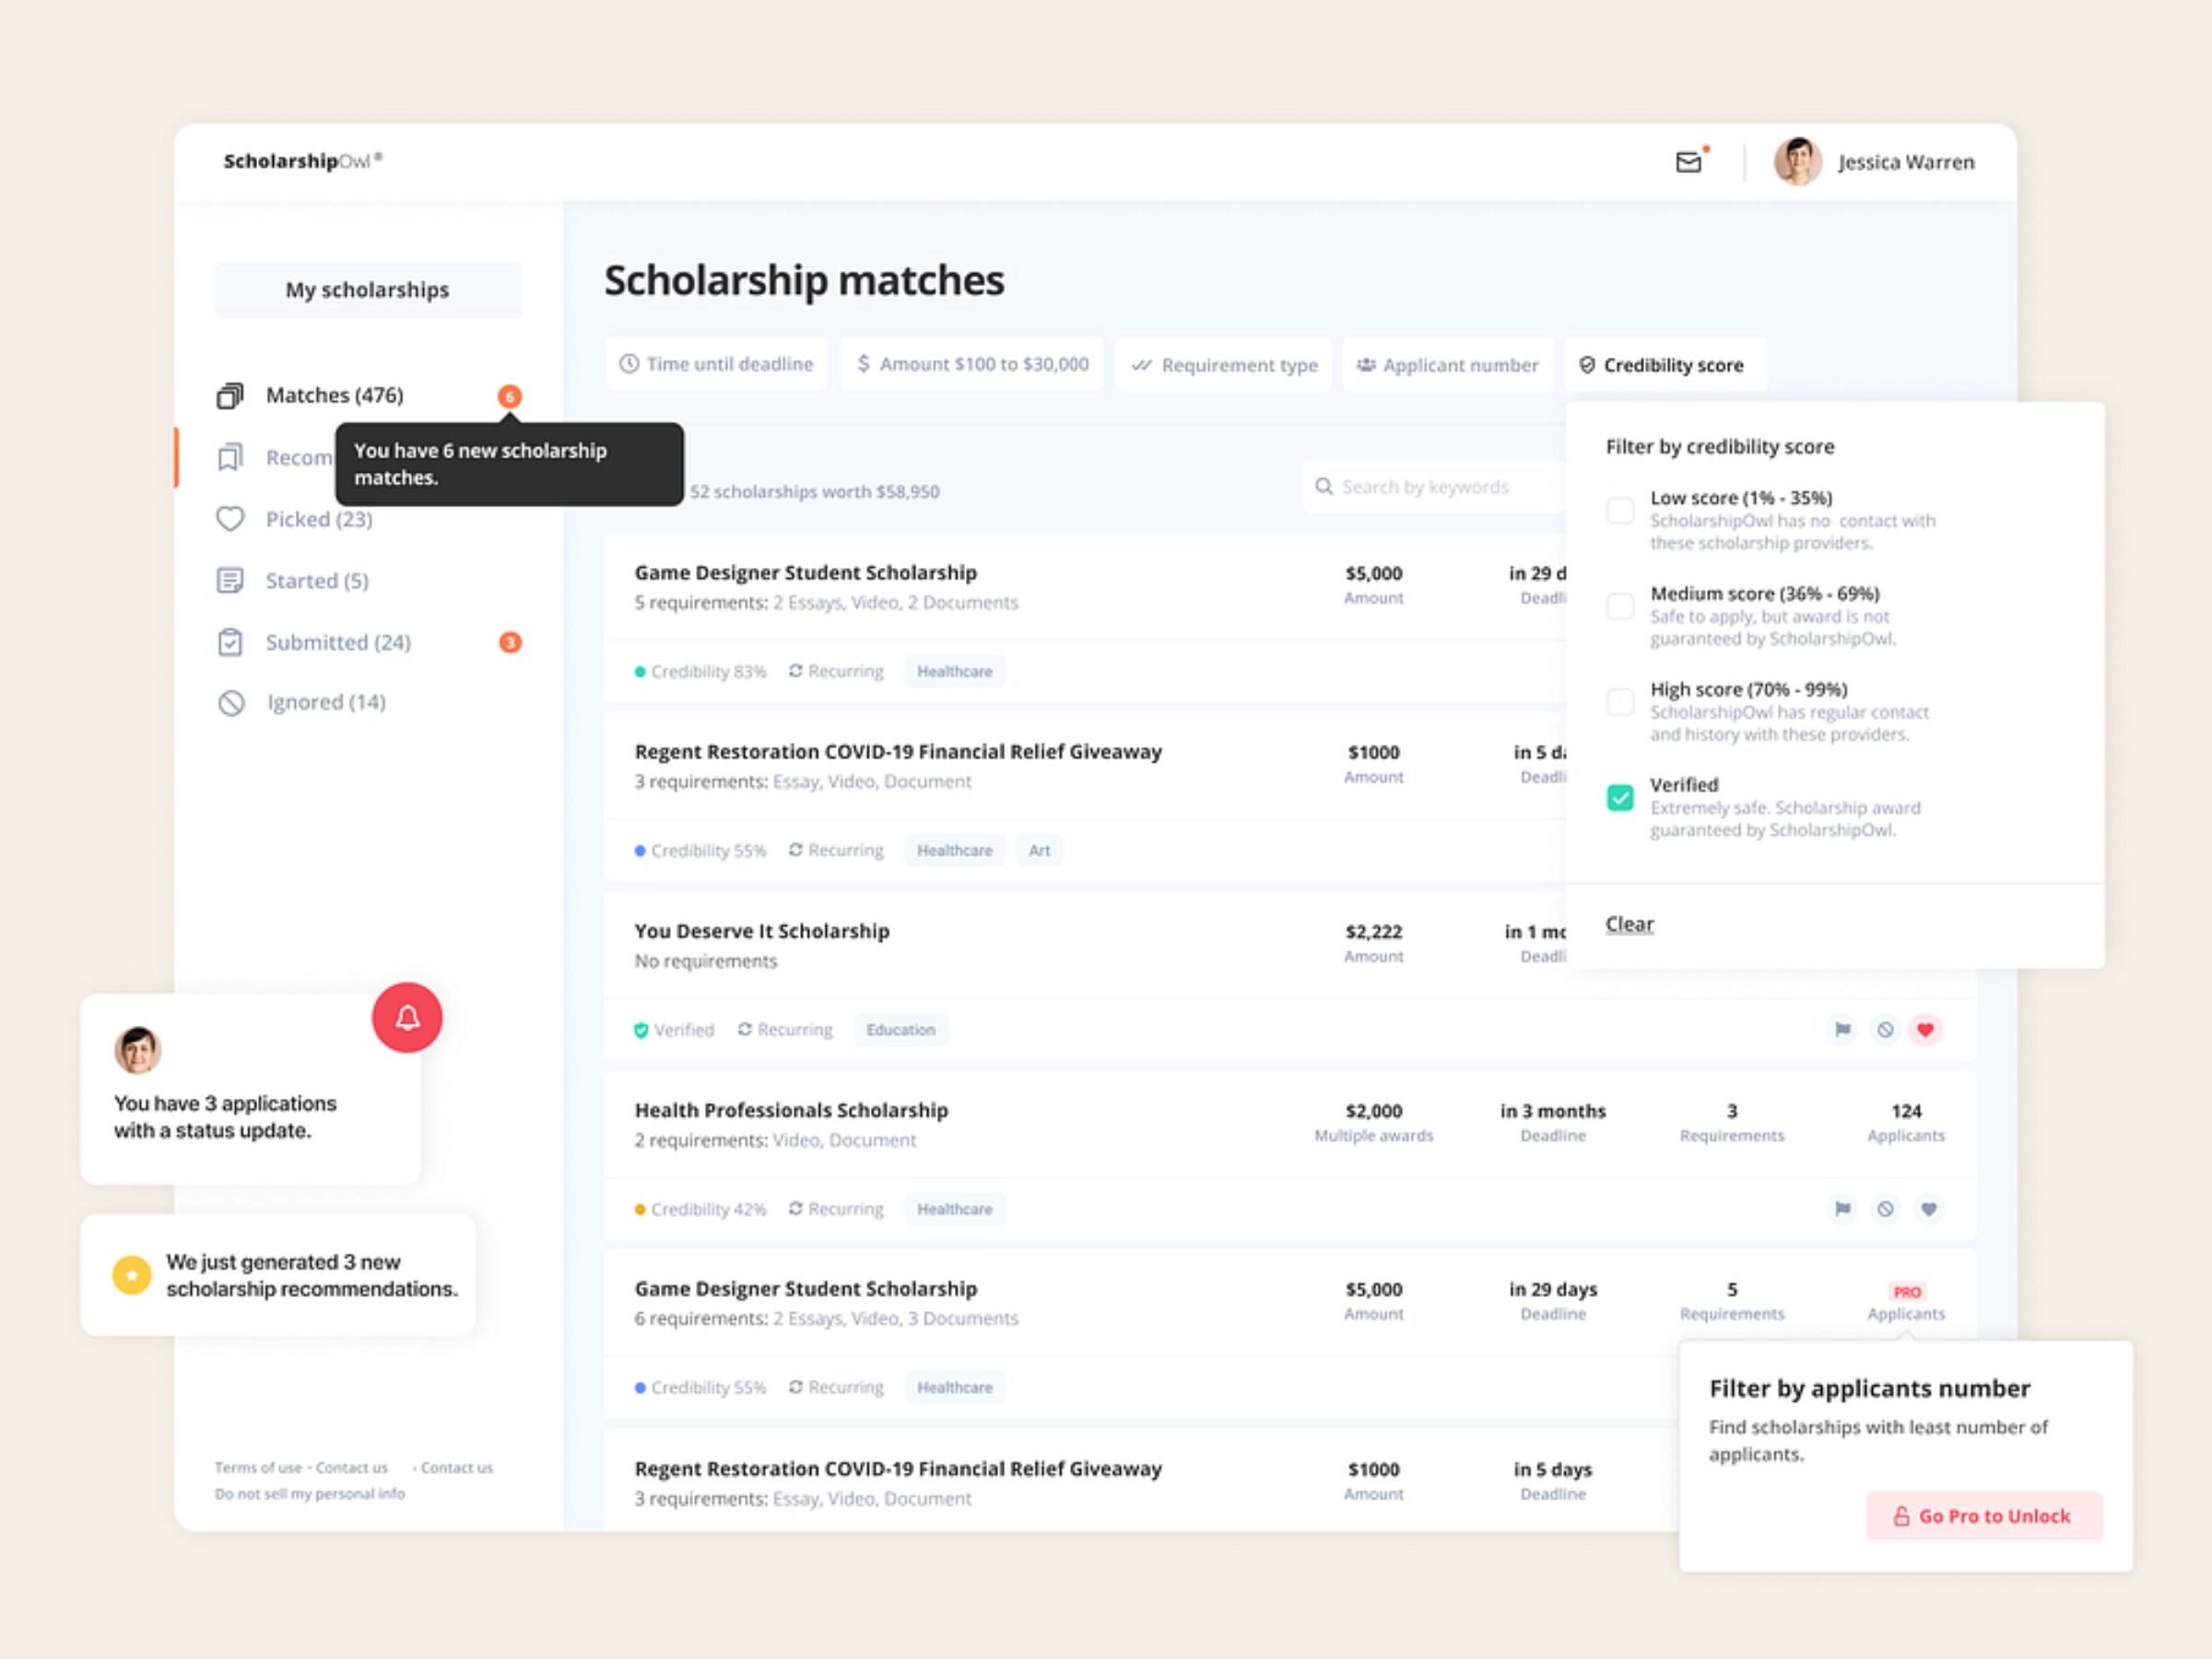 ScholarshipOwl ®
Jessica Warren
My scholarships
Matches (476)
6
You have 6 new scholarship
matches.
Recom
Picked (23)
Started (5)
Submitted (24)
3
Ignored (14)
You have 3 applications
with a status update.
We just generated 3 new
scholarship recommendations.
Terms of use - Contact us
· Contact us
Do not sell my personal info
Scholarship matches
Time until deadline
$ Amount $100 to $30,000
Requirement type
Applicant number
Credibility score
52 scholarships worth $58,950
Search by keywords
Filter by credibility score
Low score (1% - 35%)
ScholarshipOwl has no contact with
these scholarship providers.
Medium score (36% - 69%)
Safe to apply, but award is not
guaranteed by ScholarshipOwl.
High score (70% - 99%)
ScholarshipOwl has regular contact
and history with these providers.
Verified
Extremely safe. Scholarship award
guaranteed by ScholarshipOwl.
Clear
Game Designer Student Scholarship
5 requirements: 2 Essays, Video, 2 Documents
$5,000
Amount
in 29 d
Deadli
Credibility 83%
Recurring
Healthcare
Regent Restoration COVID-19 Financial Relief Giveaway
3 requirements: Essay, Video, Document
$1000
Amount
in 5 d
Deadli
Credibility 55%
Recurring
Healthcare
Art
You Deserve It Scholarship
No requirements
$2,222
Amount
in 1 mo
Deadli
Verified
Recurring
Education
Health Professionals Scholarship
2 requirements: Video, Document
$2,000
Multiple awards
in 3 months
Deadline
3
Requirements
124
Applicants
Credibility 42%
Recurring
Healthcare
Game Designer Student Scholarship
6 requirements: 2 Essays, Video, 3 Documents
$5,000
Amount
in 29 days
Deadline
5
Requirements
PRO
Applicants
Credibility 55%
Recurring
Healthcare
Filter by applicants number
Find scholarships with least number of
applicants.
Go Pro to Unlock
Regent Restoration COVID-19 Financial Relief Giveaway
3 requirements: Essay, Video, Document
$1000
Amount
in 5 days
Deadline